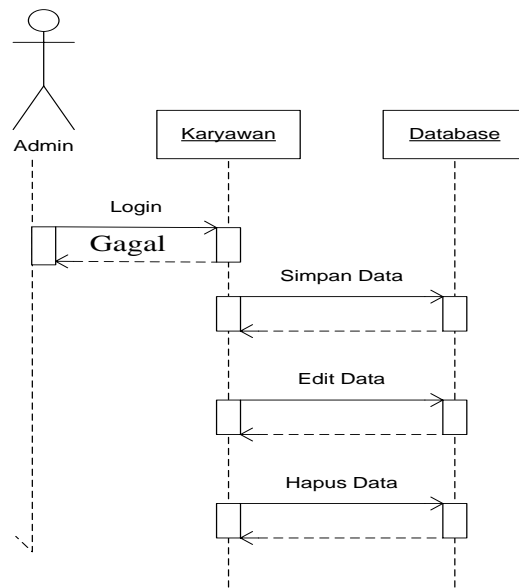 Admin
Karyawan
Database
Login
Gagal
Simpan Data
Edit Data
Hapus Data